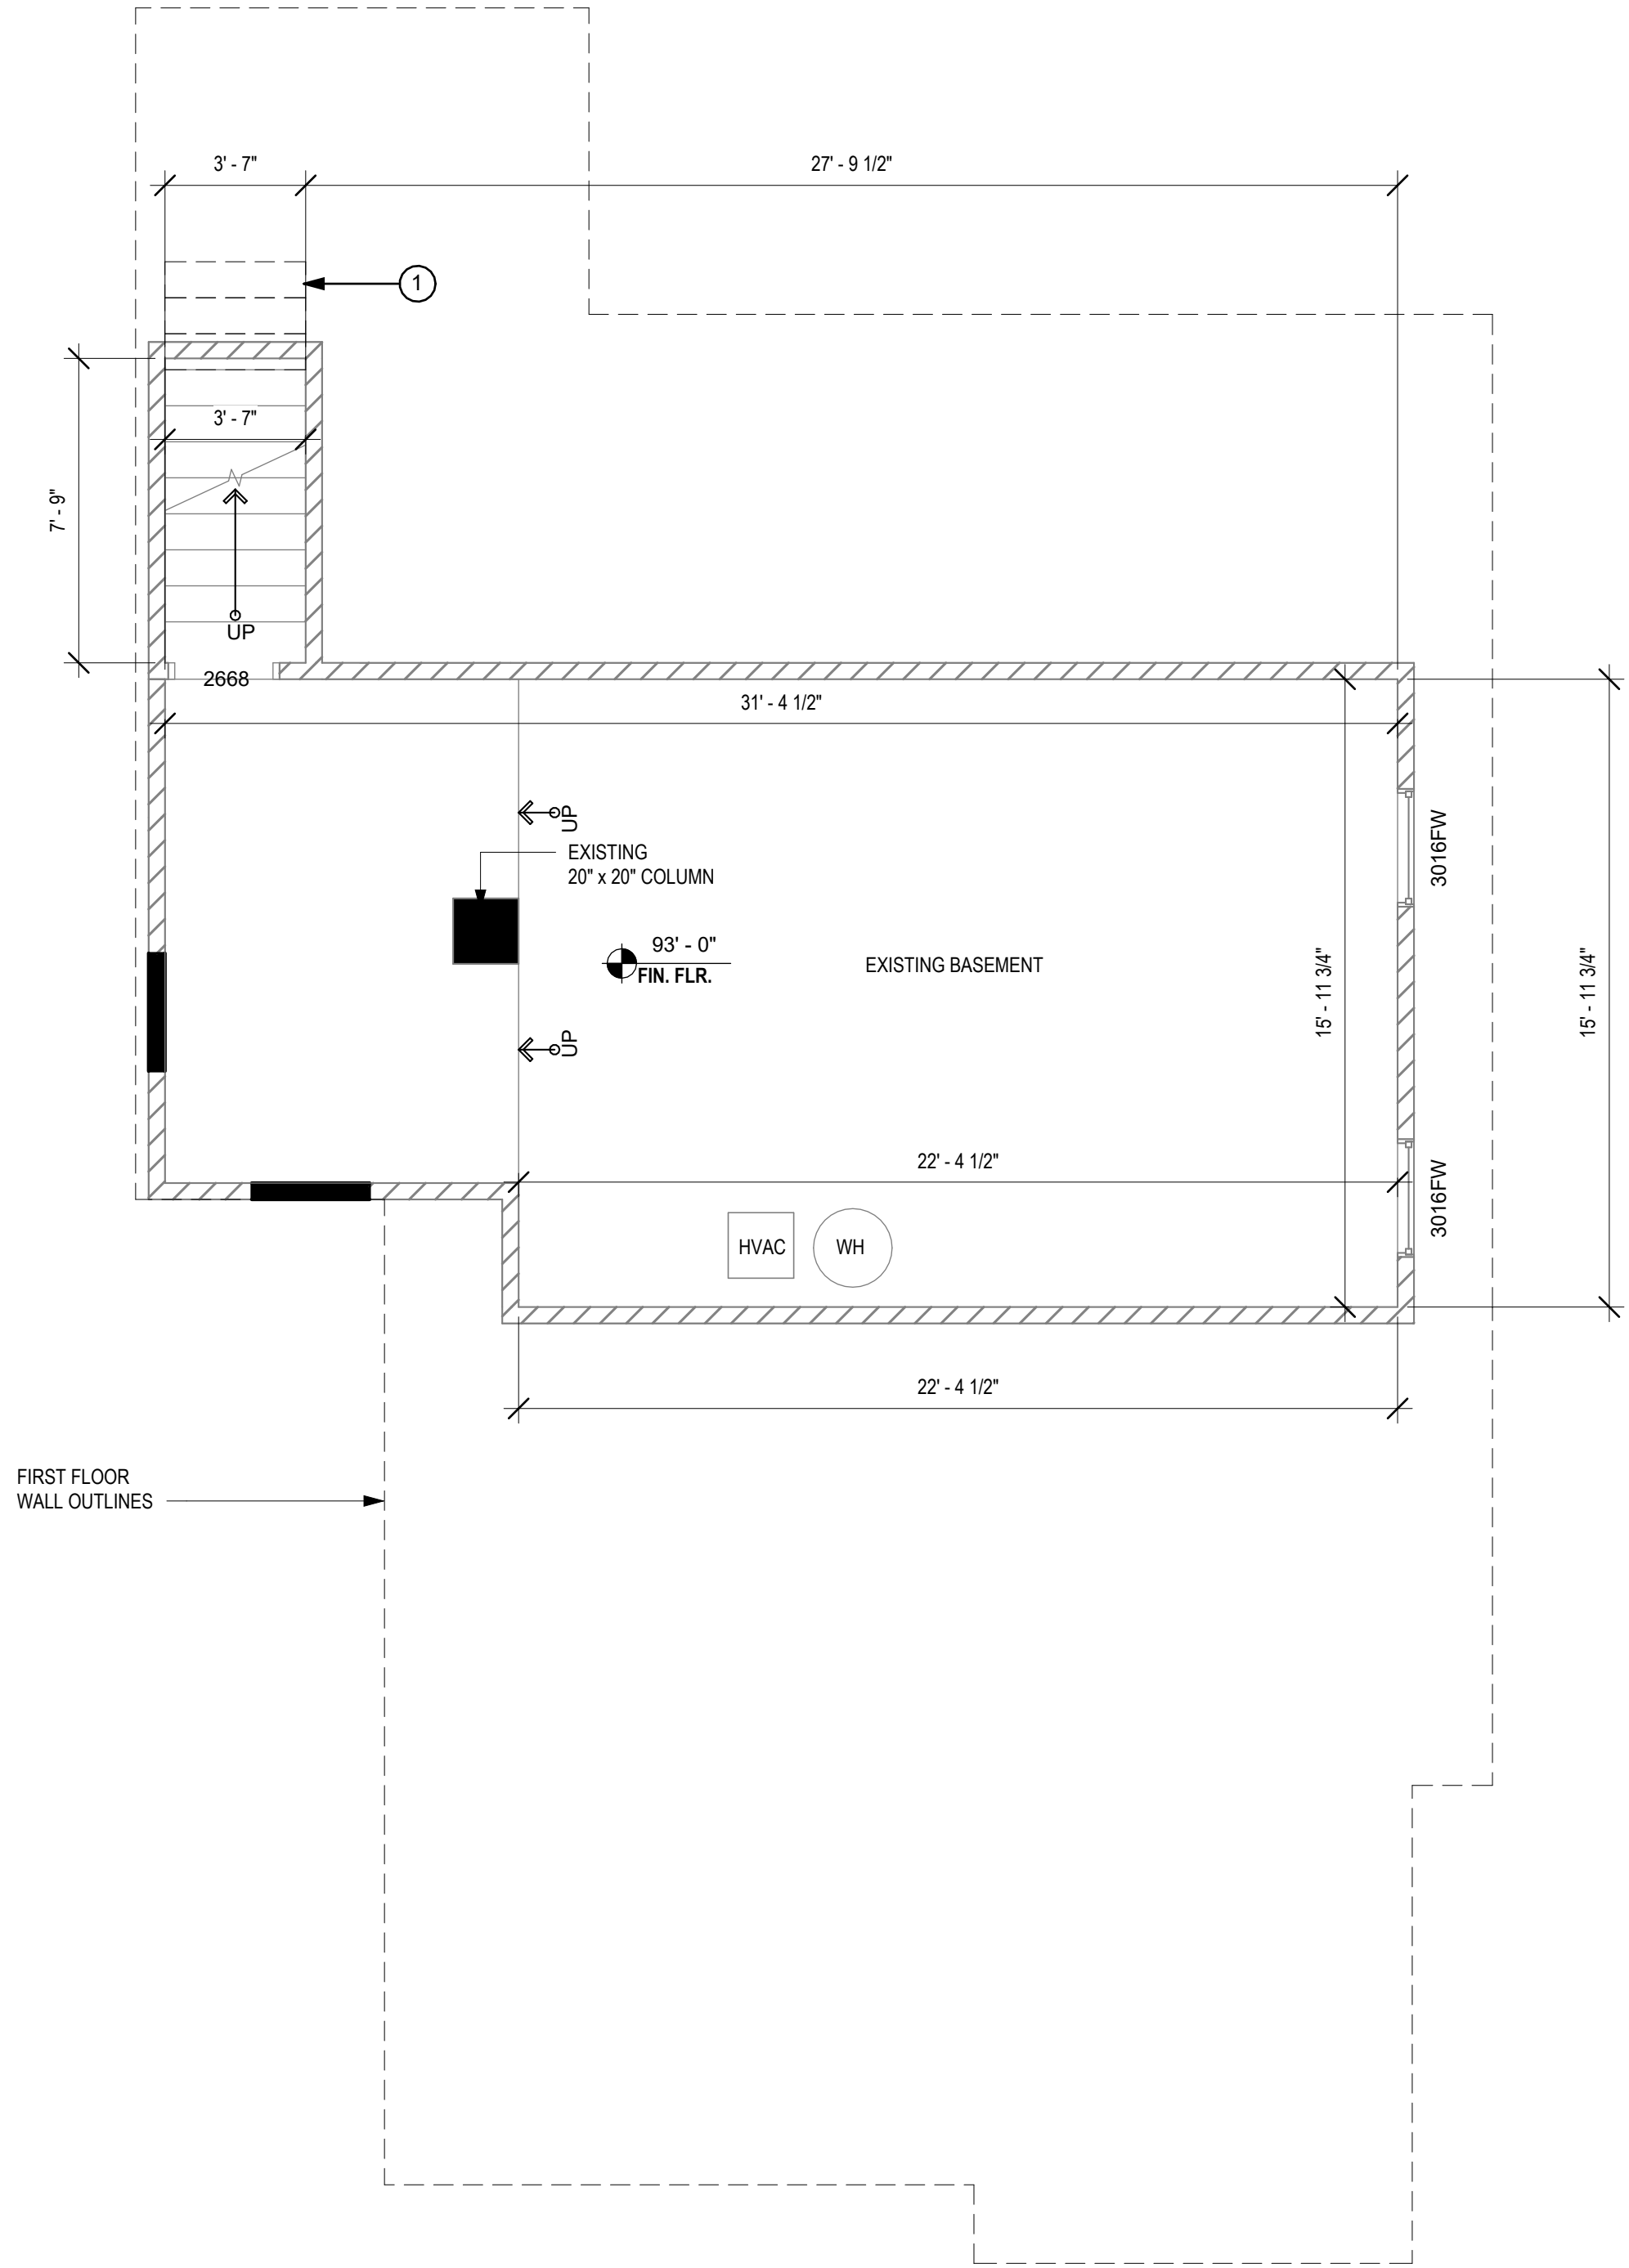 3' - 7"
27' - 9 1/2"
1
3' - 7"
7' - 9"
UP
2668
31' - 4 1/2"
UP
EXISTING
20" x 20" COLUMN
3016FW
93' - 0"
FIN. FLR.
EXISTING BASEMENT
15' - 11 3/4"
15' - 11 3/4"
UP
22' - 4 1/2"
3016FW
HVAC
WH
22' - 4 1/2"
FIRST FLOOR
WALL OUTLINES